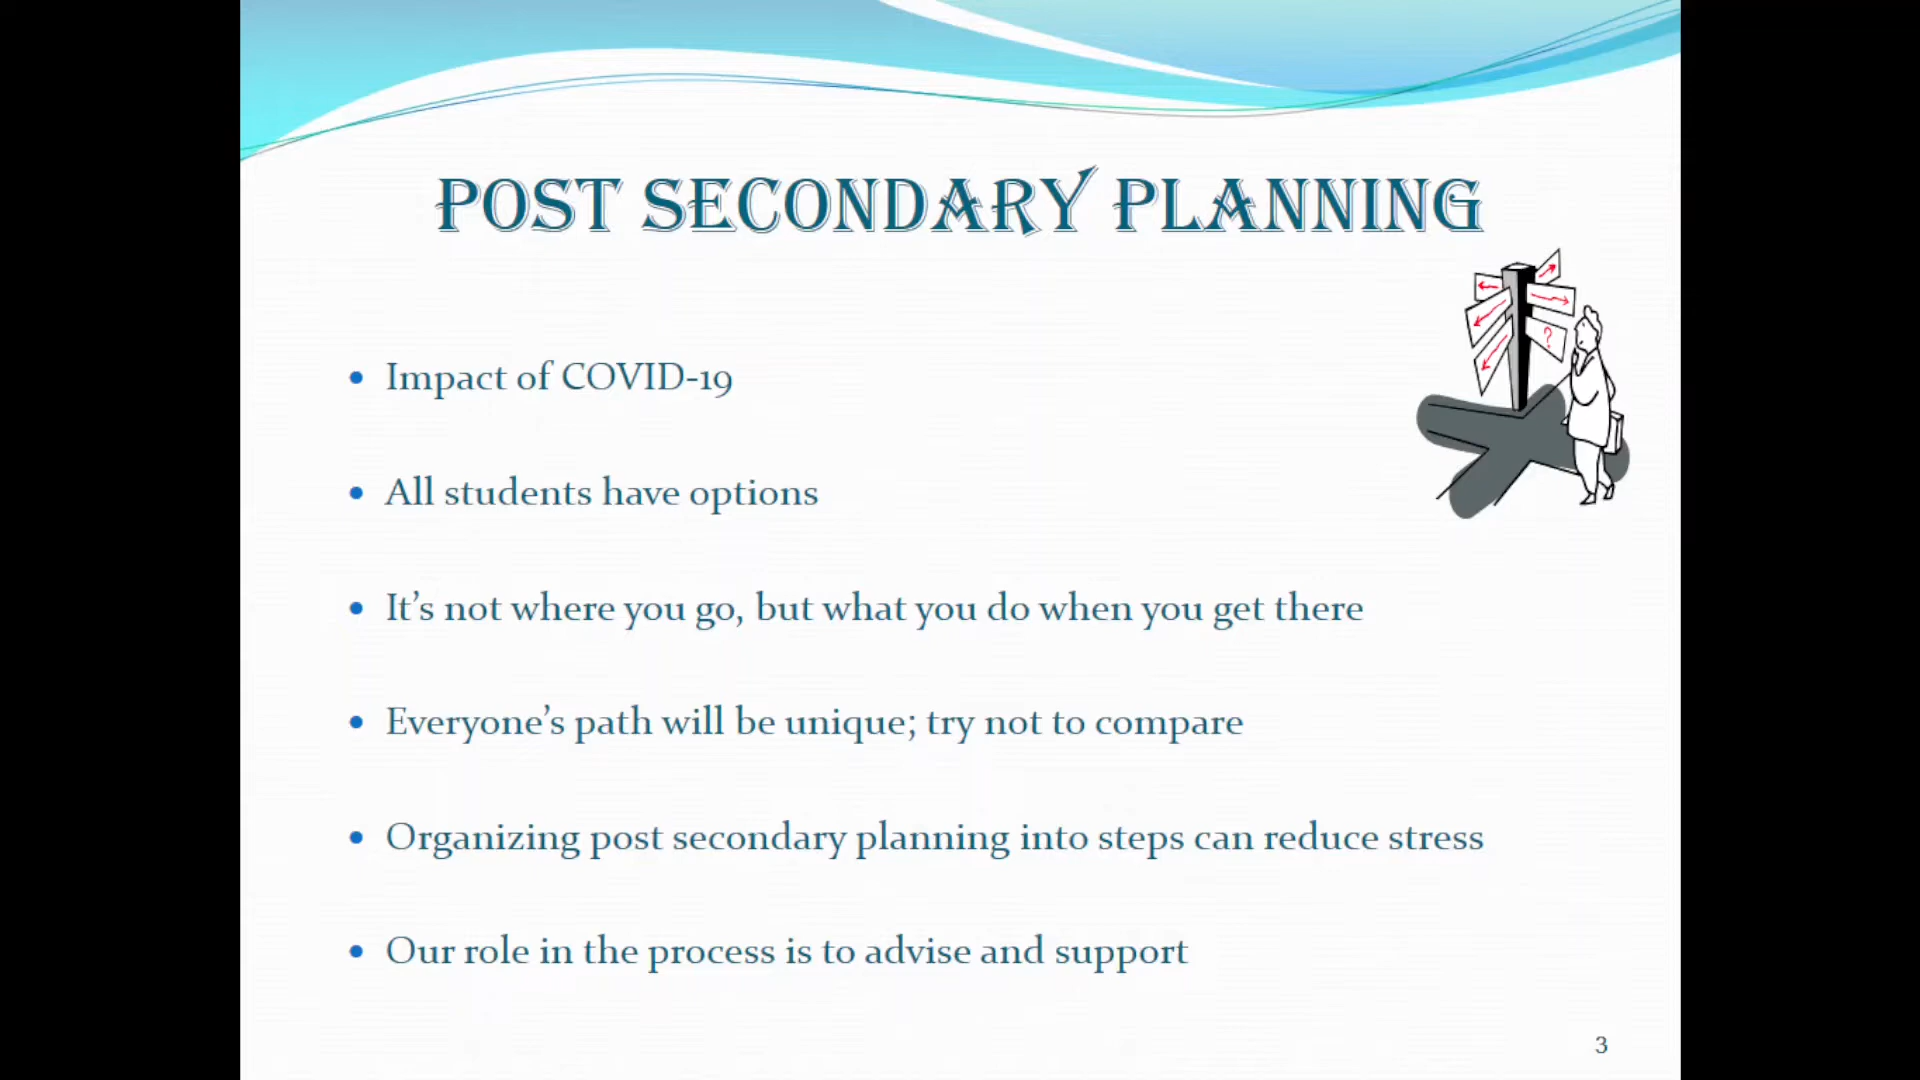 POST SECONDARY PLANNING
?
• Impact of COVID-19
• All students have options
• It’s not where you go, but what you do when you get there
• Everyone’s path will be unique; try not to compare
• Organizing post secondary planning into steps can reduce stress
• Our role in the process is to advise and support
3